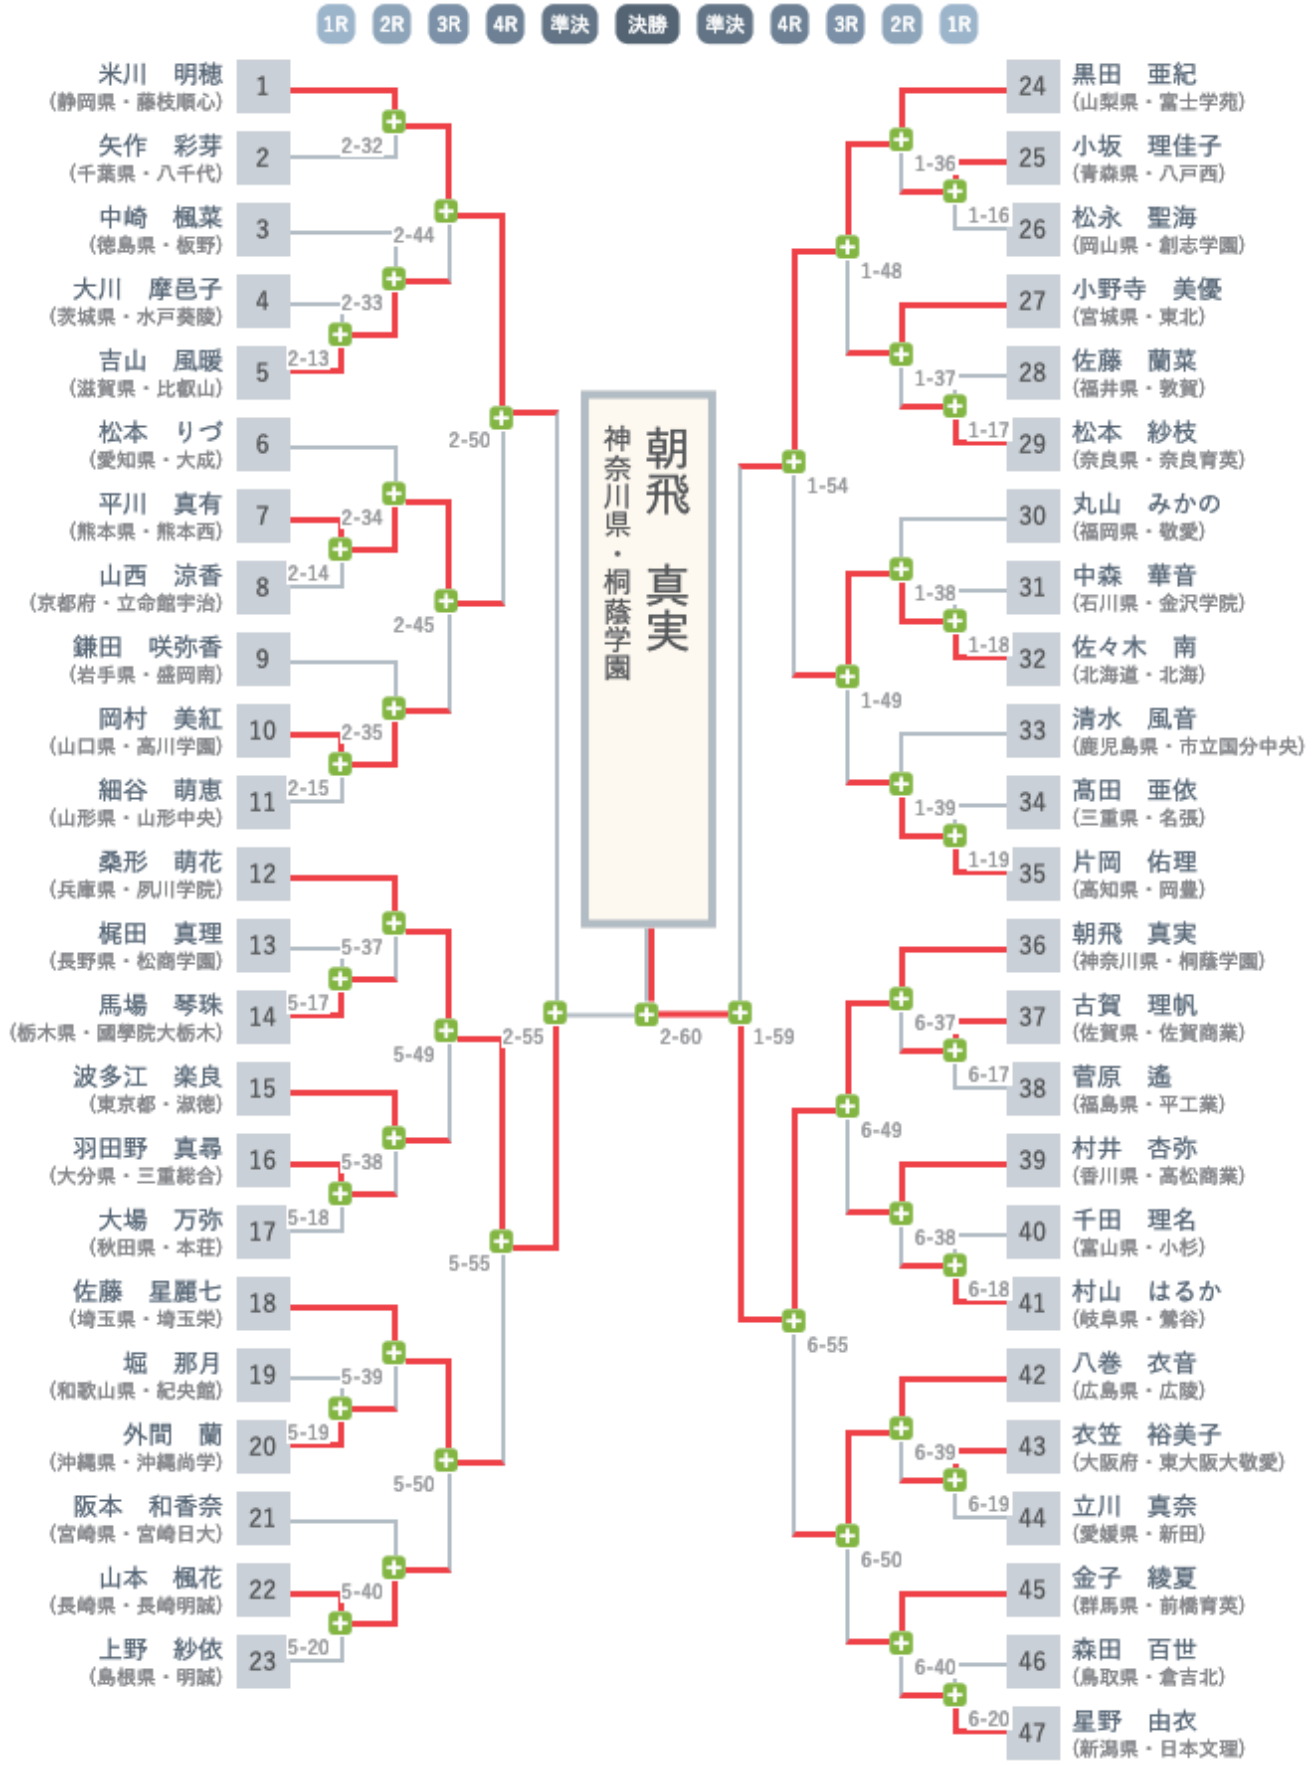 1R 2R 3R 4R 準決 決勝 準決 4R 3R 2R 1R
米川 明穂 1
(静岡県・藤枝順心)
矢作 彩芽 2 2-32
(千葉県・八千代)
中崎 楓菜 3 2-44
(徳島県・板野)
大川 摩邑子 4 2-33
(茨城県・水戸葵陵)
吉山 風暖 5 2-13
(滋賀県・比叡山)
松本 りづ 6 2-50
(愛知県・大成)
平川 真有 7 2-34
(熊本県・熊本西)
山西 涼香 8 2-14
(京都府・立命館宇治)
2-45
鎌田 咲弥香 9
(岩手県・盛岡南)
岡村 美紅 10 2-35
(山口県・高川学園)
細谷 萌恵 11 2-15
(山形県・山形中央)
桑形 萌花 12
(兵庫県・夙川学院)
梶田 真理 13 5-37
(長野県・松商学園)
馬場 琴珠 14 5-17
(栃木県・國學院大栃木)
5-49 2-55
波多江 楽良 15
(東京都・淑徳)
羽田野 真尋 16 5-38
(大分県・三重総合)
大場 万弥 17 5-18
(秋田県・本荘)
5-55
佐藤 星麗七 18
(埼玉県・埼玉栄)
堀 那月 19 5-39
(和歌山県・紀央館)
外間 蘭 20 5-19
(沖縄県・沖縄尚学)
5-50
阪本 和香奈 21
(宮崎県・宮崎日大)
山本 楓花 22 5-40
(長崎県・長崎明誠)
上野 紗依 23 5-20
(島根県・明誠)
朝飛 真実
神奈川県・桐蔭学園
2-60
24 黒田 亜紀
(山梨県・富士学苑)
1-36 25 小坂 理佳子
(青森県・八戸西)
1-16 26 松永 聖海
(岡山県・創志学園)
1-48
27 小野寺 美優
(宮城県・東北)
1-37 28 佐藤 蘭菜
(福井県・敦賀)
1-17 29 松本 紗枝
(奈良県・奈良育英)
1-54
30 丸山 みかの
(福岡県・敬愛)
1-38 31 中森 華音
(石川県・金沢学院)
1-18 32 佐々木 南
(北海道・北海)
1-49
33 清水 風音
(鹿児島県・市立国分中央)
1-39 34 髙田 亜依
(三重県・名張)
1-19 35 片岡 佑理
(高知県・岡豊)
36 朝飛 真実
(神奈川県・桐蔭学園)
1-59
6-37 37 古賀 理帆
(佐賀県・佐賀商業)
6-17 38 菅原 遙
(福島県・平工業)
6-49
39 村井 杏弥
(香川県・高松商業)
6-38 40 千田 理名
(富山県・小杉)
6-18 41 村山 はるか
(岐阜県・鶯谷)
6-55
42 八巻 衣音
(広島県・広陵)
6-39 43 衣笠 裕美子
(大阪府・東大阪大敬愛)
6-19 44 立川 真奈
(愛媛県・新田)
6-50
45 金子 綾夏
(群馬県・前橋育英)
6-40 46 森田 百世
(鳥取県・倉吉北)
6-20 47 星野 由衣
(新潟県・日本文理)